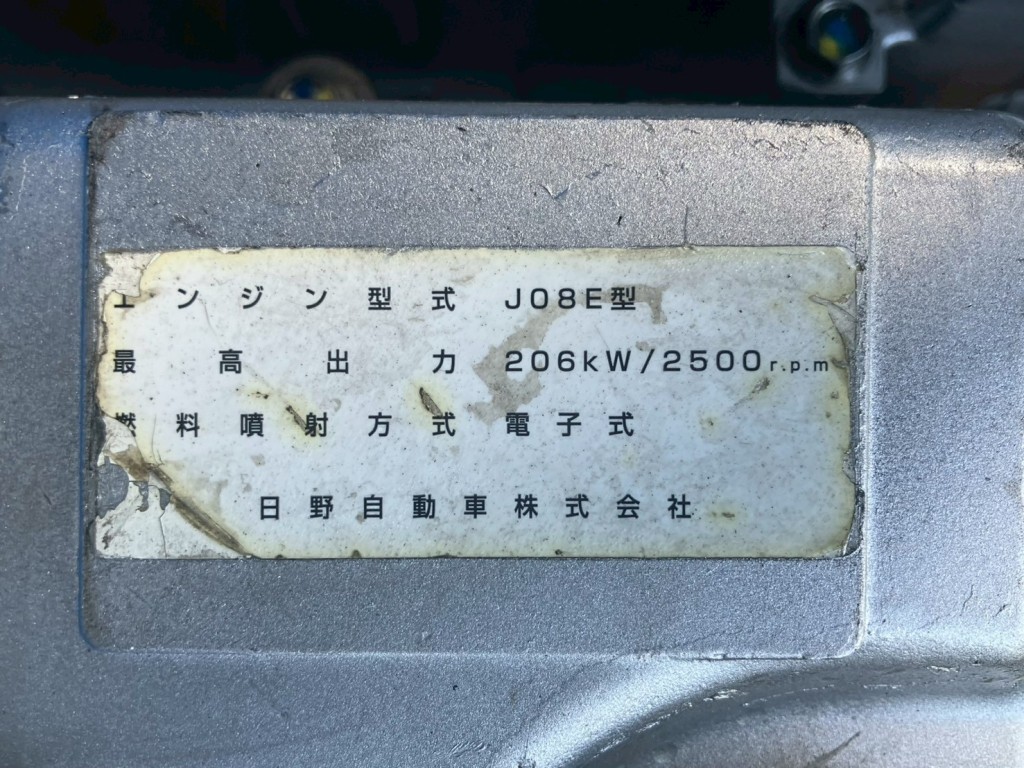 エンジン型式 J08E型
最高出力 206kW/2500r.p.m
燃料噴射方式 電子式
日野自動車株式会社